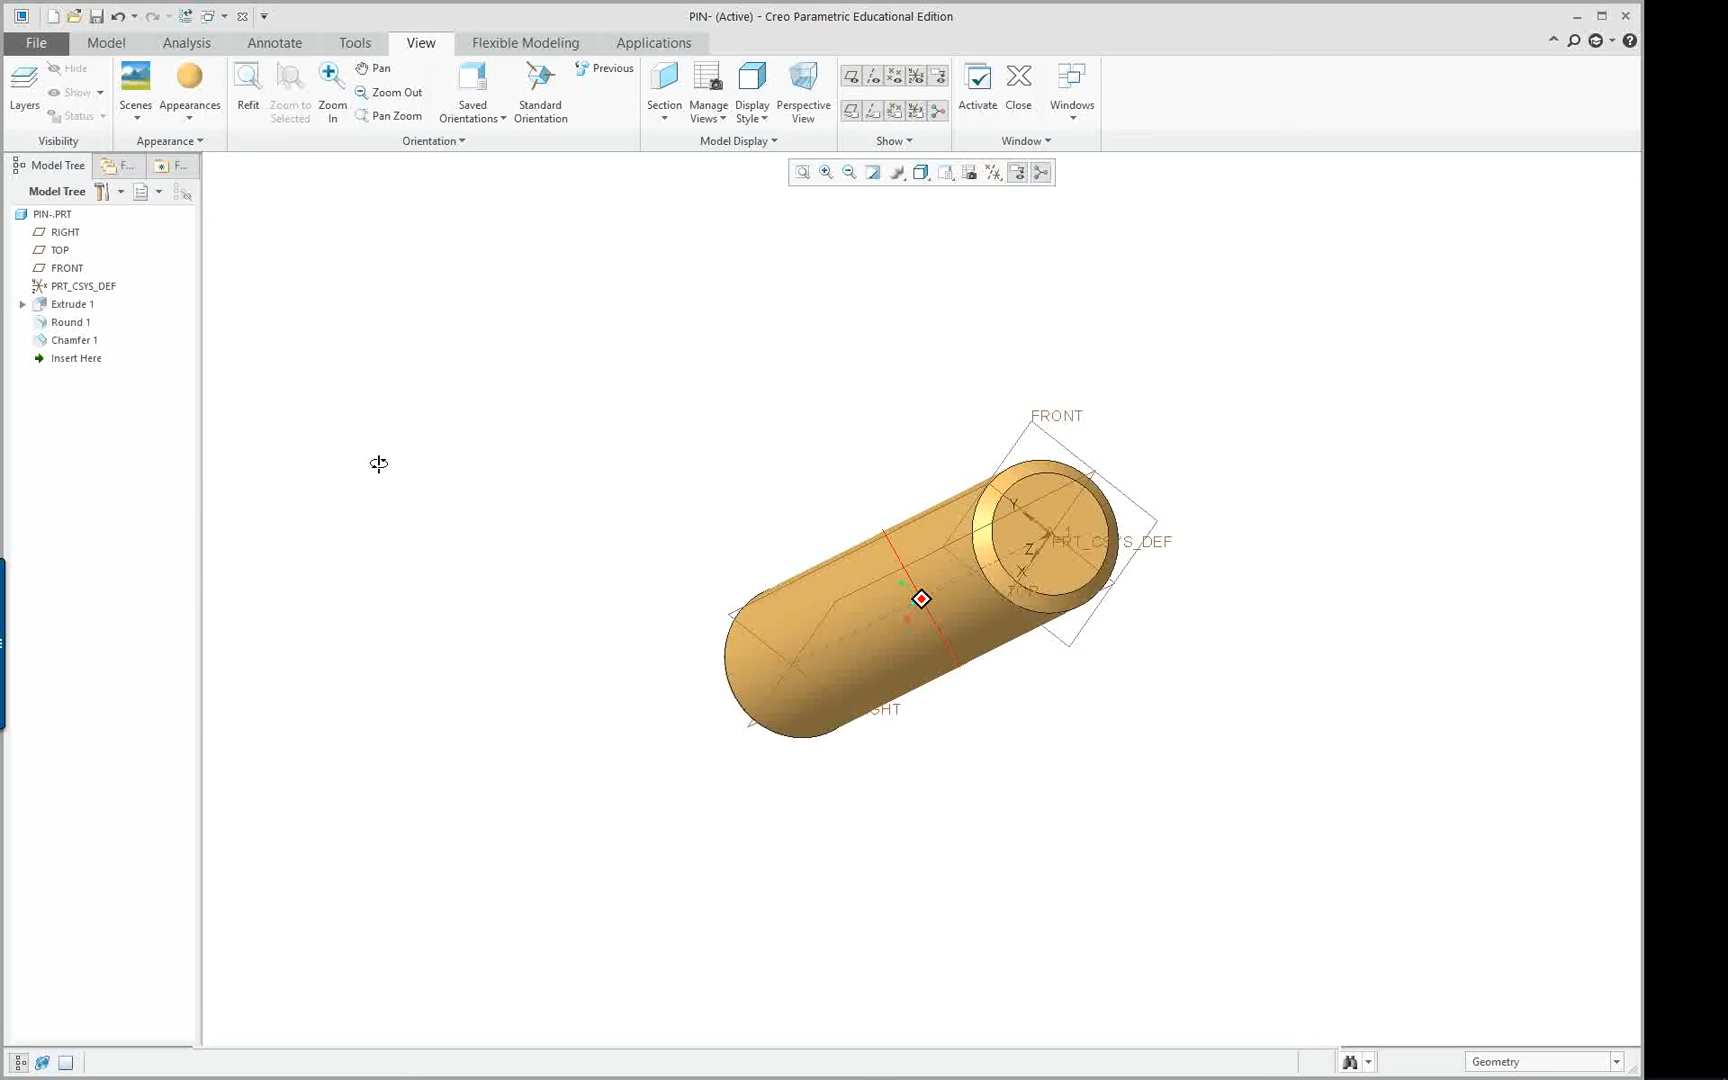 PIN- (Active) - Creo Parametric Educational Edition
File Model Analysis Annotate Tools View Flexible Modeling Applications
Layers
Hide
Show
Status
Visibility
Scenes
Appearances
Appearance
Refit
Zoom to Selected
Zoom In
Pan
Zoom Out
Pan Zoom
Saved Orientations
Standard Orientation
Previous
Orientation
Section
Manage Views
Display Style
Perspective View
Model Display
Show
Activate
Close
Windows
Window
Model Tree F... F...
Model Tree
PIN-.PRT
RIGHT
TOP
FRONT
PRT_CSYS_DEF
Extrude 1
Round 1
Chamfer 1
Insert Here
FRONT
Y
PRT_CSYS_DEF
Z
X
TOP
GHT
Geometry